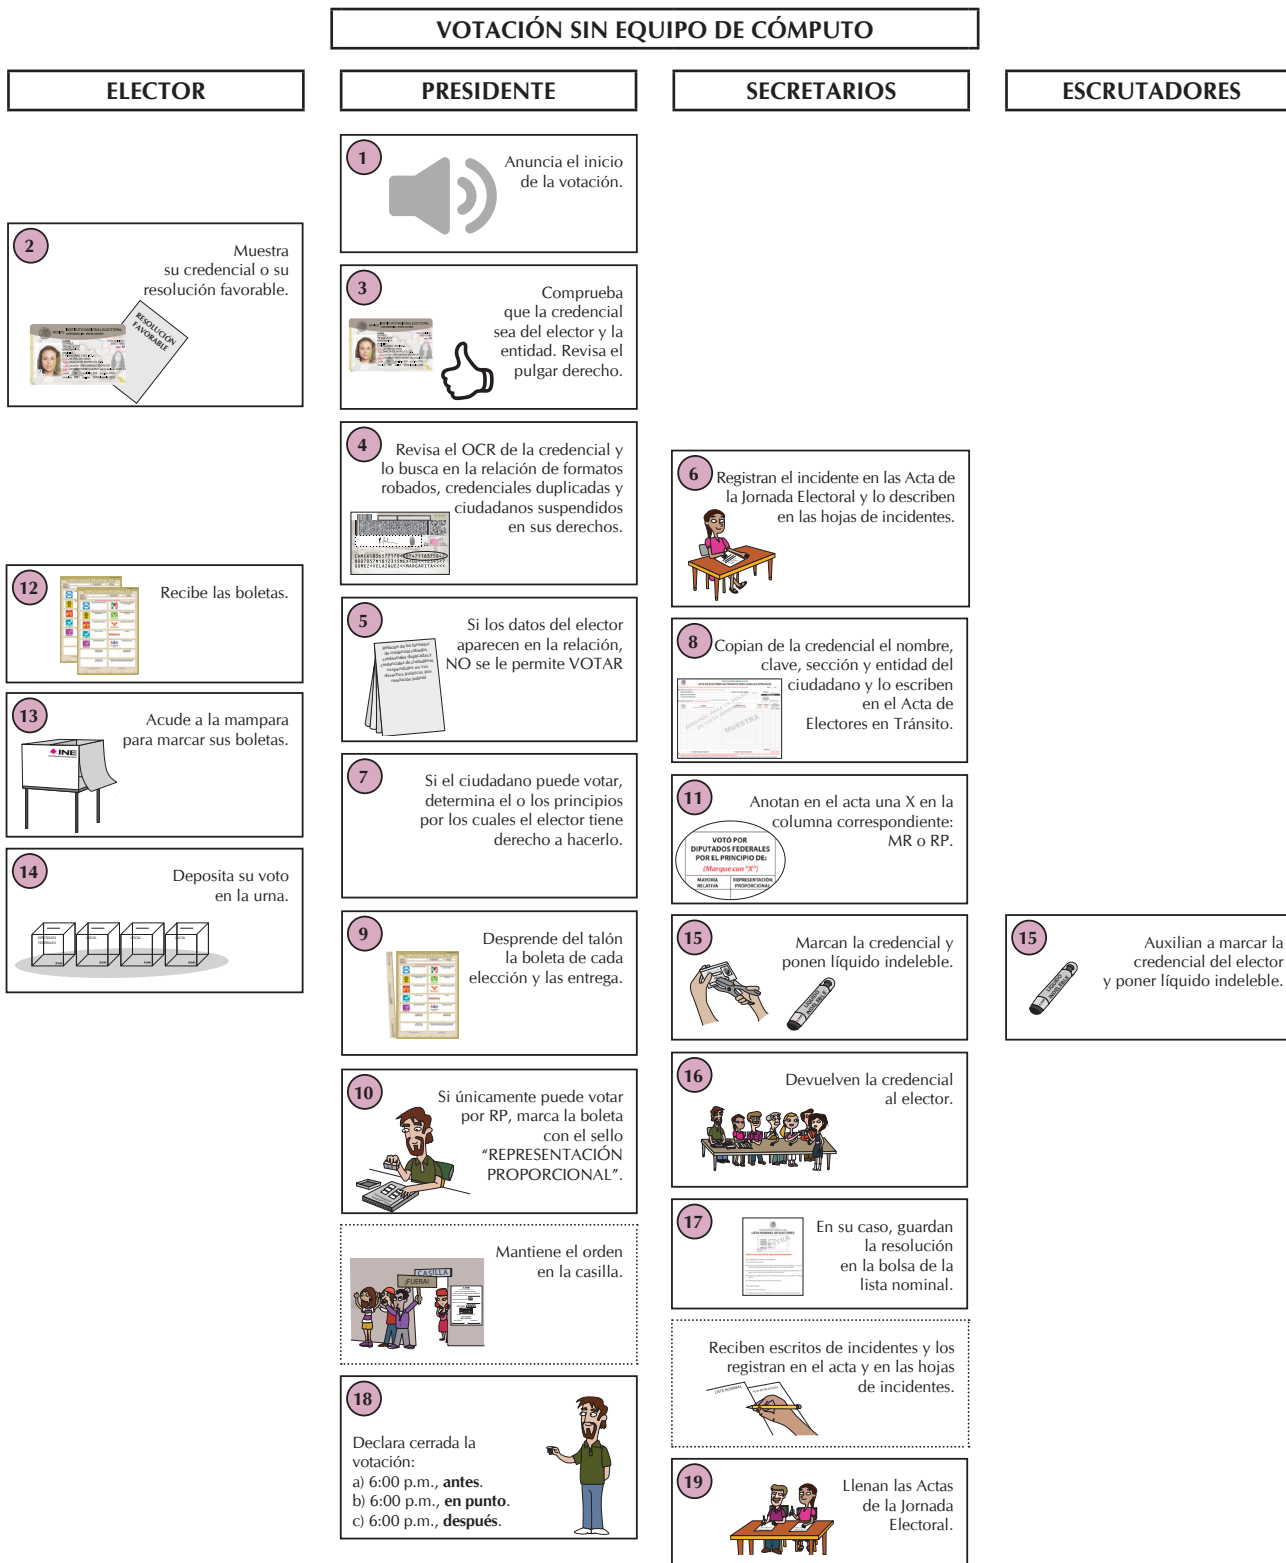 VOTACIÓN SIN EQUIPO DE CÓMPUTO
ELECTOR
PRESIDENTE
SECRETARIOS
ESCRUTADORES
1
Anuncia el inicio
de la votación.
2
Muestra
su credencial o su
resolución favorable.
RESOLUCIÓN
FAVORABLE
3
Comprueba
que la credencial
sea del elector y la
entidad. Revisa el
pulgar derecho.
4
Revisa el OCR de la credencial y
lo busca en la relación de formatos
robados, credenciales duplicadas y
ciudadanos suspendidos
en sus derechos.
6
Registran el incidente en las Acta de
la Jornada Electoral y lo describen
en las hojas de incidentes.
12
Recibe las boletas.
5
Si los datos del elector
aparecen en la relación,
NO se le permite VOTAR
8
Copian de la credencial el nombre,
clave, sección y entidad del
ciudadano y lo escriben
en el Acta de
Electores en Tránsito.
MUESTRA
13
Acude a la mampara
para marcar sus boletas.
INE
7
Si el ciudadano puede votar,
determina el o los principios
por los cuales el elector tiene
derecho a hacerlo.
11
Anotan en el acta una X en la
columna correspondiente:
MR o RP.
VOTÓ POR
DIPUTADOS FEDERALES
POR EL PRINCIPIO DE:
(Marque con "X")
MAYORÍA
RELATIVA
REPRESENTACIÓN
PROPORCIONAL
14
Deposita su voto
en la urna.
9
Desprende del talón
la boleta de cada
elección y las entrega.
15
Marcan la credencial y
ponen líquido indeleble.
LÍQUIDO
INDELEBLE
15
Auxilian a marcar la
credencial del elector
y poner líquido indeleble.
LÍQUIDO
INDELEBLE
10
Si únicamente puede votar
por RP, marca la boleta
con el sello
“REPRESENTACIÓN
PROPORCIONAL”.
16
Devuelven la credencial
al elector.
17
En su caso, guardan
la resolución
en la bolsa de la
lista nominal.
Mantiene el orden
en la casilla.
CASILLA
¡FUERA!
Reciben escritos de incidentes y los
registran en el acta y en las hojas
de incidentes.
LISTA NOMINAL
18
Declara cerrada la
votación:
a) 6:00 p.m., antes.
b) 6:00 p.m., en punto.
c) 6:00 p.m., después.
19
Llenan las Actas
de la Jornada
Electoral.